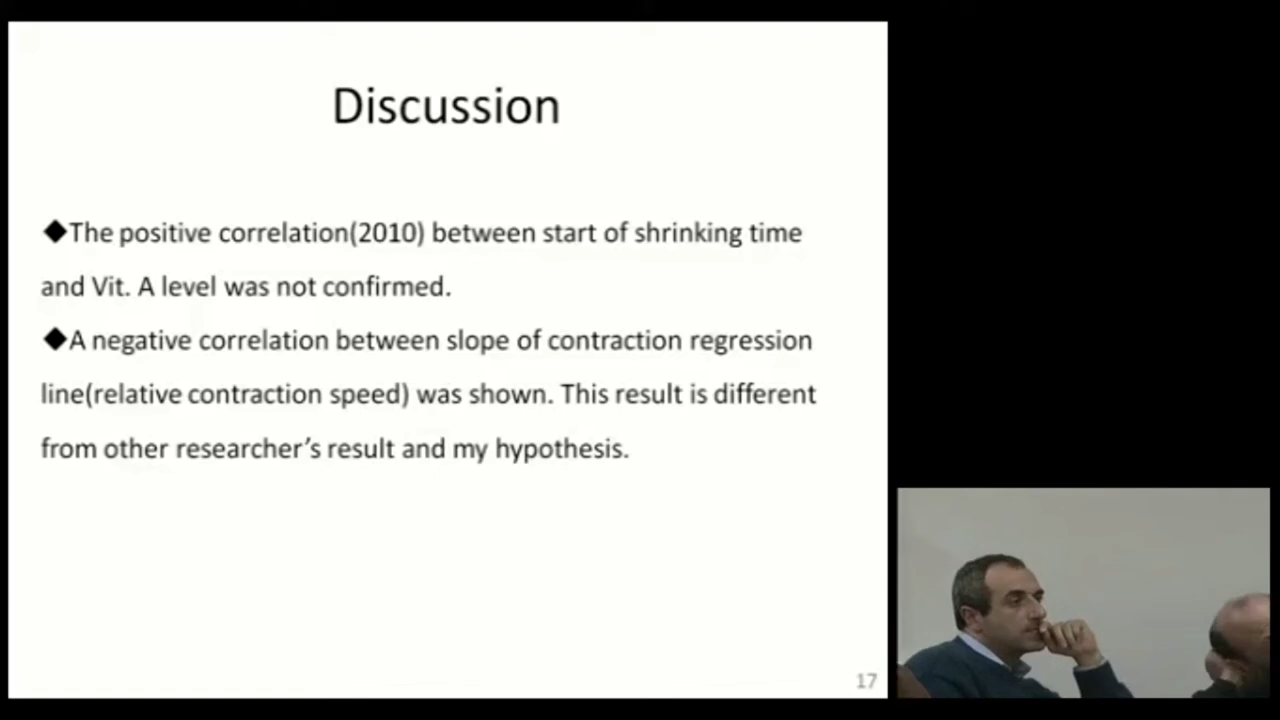 Discussion
◆The positive correlation(2010) between start of shrinking time
and Vit. A level was not confirmed.
◆A negative correlation between slope of contraction regression
line(relative contraction speed) was shown. This result is different
from other researcher’s result and my hypothesis.
17